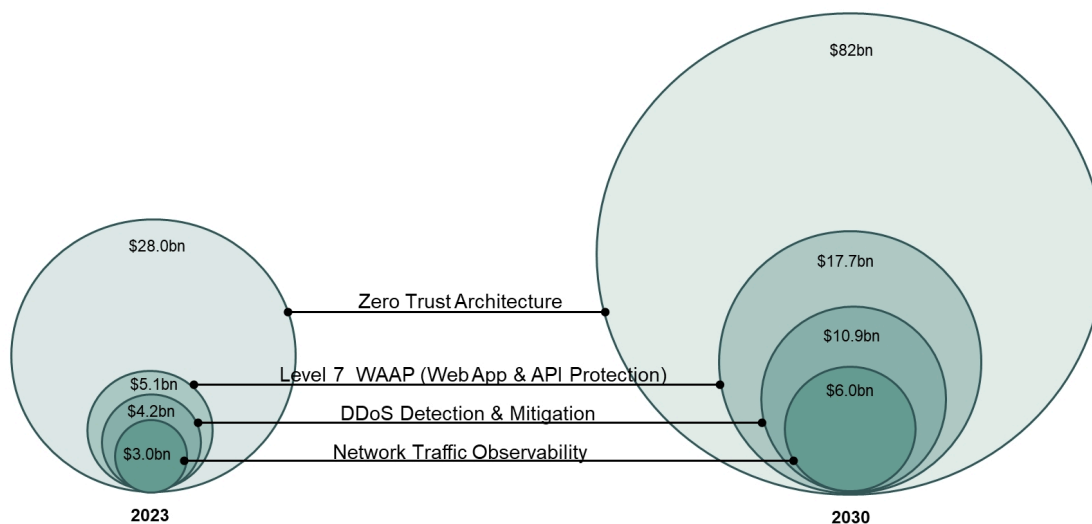 $82bn
$28.0bn
$17.7bn
Zero Trust Architecture
$10.9bn
Level 7 WAAP (Web App & API Protection)
$5.1bn
$6.0bn
$4.2bn
DDoS Detection & Mitigation
$3.0bn
Network Traffic Observability
2023
2030